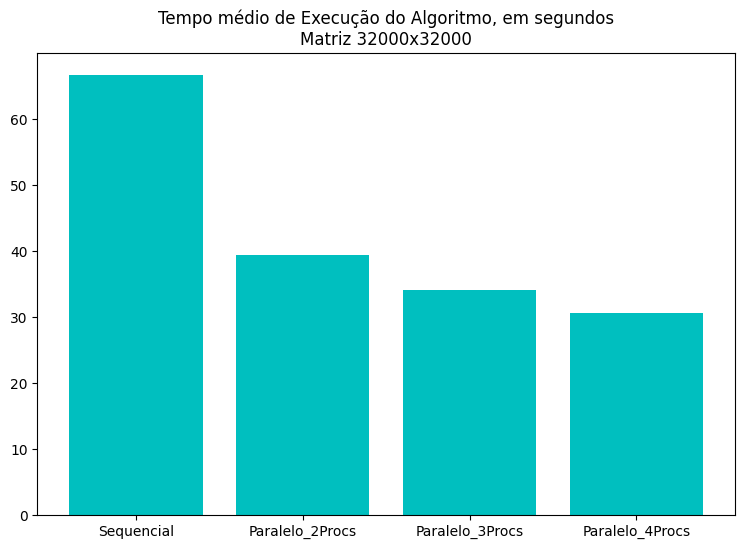 Tempo médio de Execução do Algoritmo, em segundos
Matriz 32000x32000
60
50
40
30
20
10
0
Sequencial
Paralelo_2Procs
Paralelo_3Procs
Paralelo_4Procs